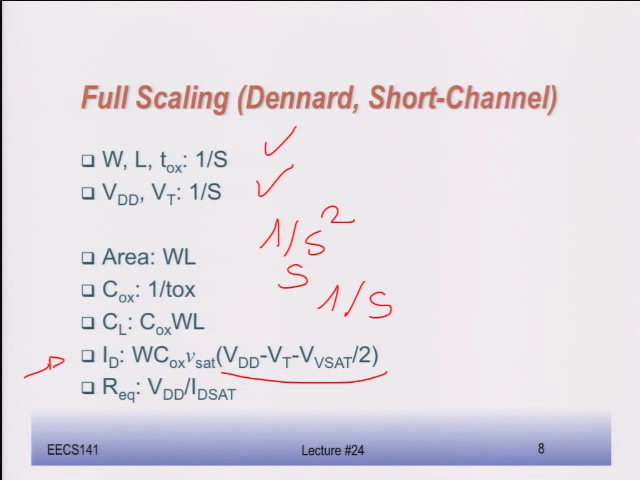 Full Scaling (Dennard, Short-Channel)
❑ W, L, tox: 1/S
❑ VDD, VT: 1/S
1/S²
❑ Area: WL
S
❑ Cox: 1/tox
1/S
❑ CL: CoxWL
❑ ID: WCoxvsat(VDD-VT-VVSAT/2)
❑ Req: VDD/IDSAT
EECS141 Lecture #24 8